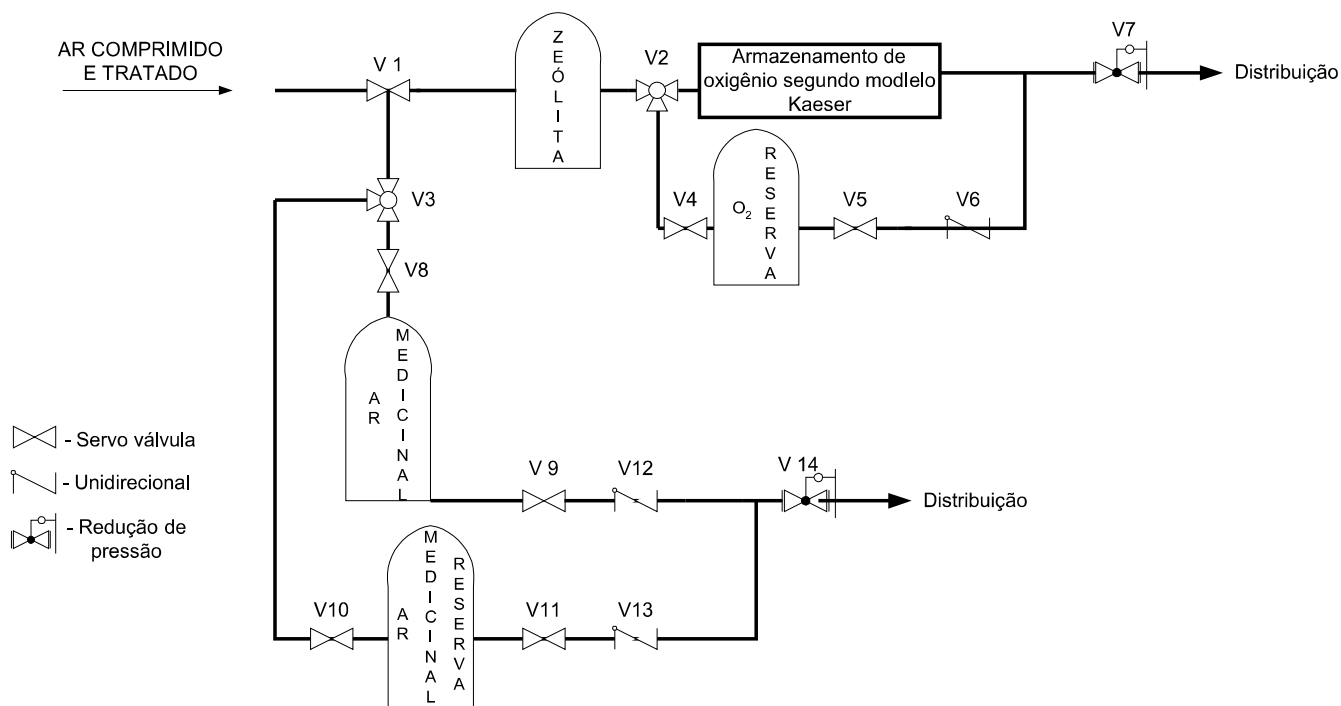 AR COMPRIMIDO
E TRATADO
V 1
ZEÓLITA
V2
Armazenamento de
oxigênio segundo modlelo
Kaeser
V7
Distribuição
V3
V4
O2
RESERVA
V5
V6
V8
AR
MEDICINAL
- Servo válvula
- Unidirecional
- Redução de
pressão
V 9
V12
V 14
Distribuição
V10
AR
MEDICINAL
RESERVA
V11
V13